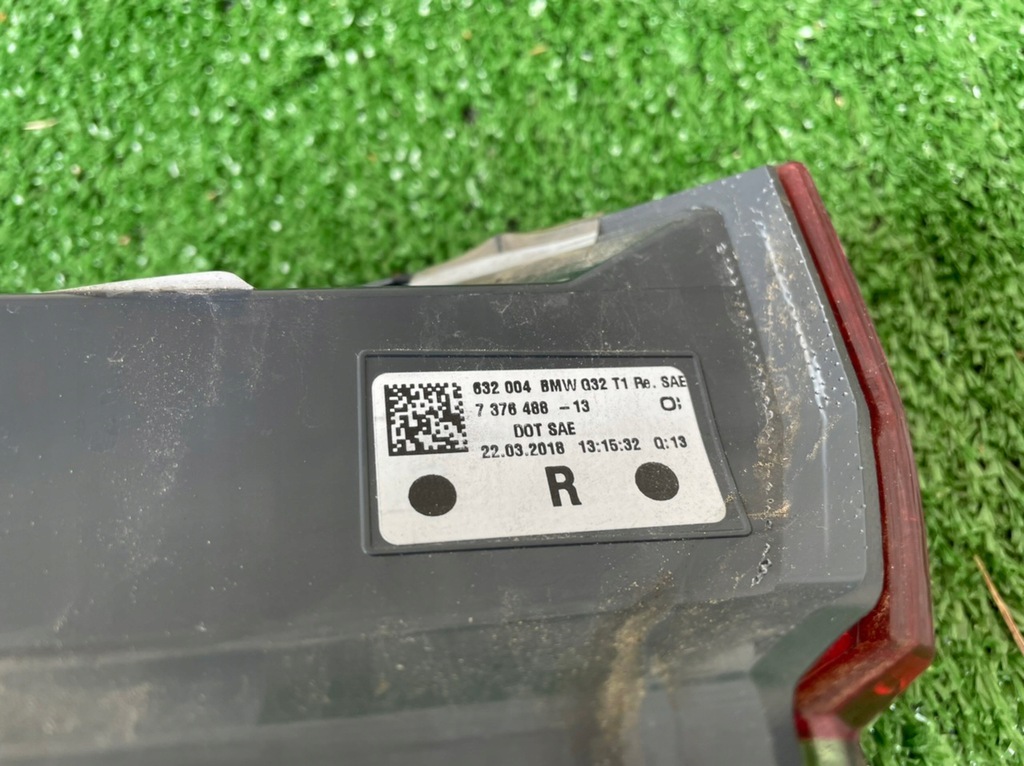 632 004 BMW G32 T1 Re. SAE
7 376 488 -13 O;
DOT SAE
22.03.2018 13:15:32 Q:13
R